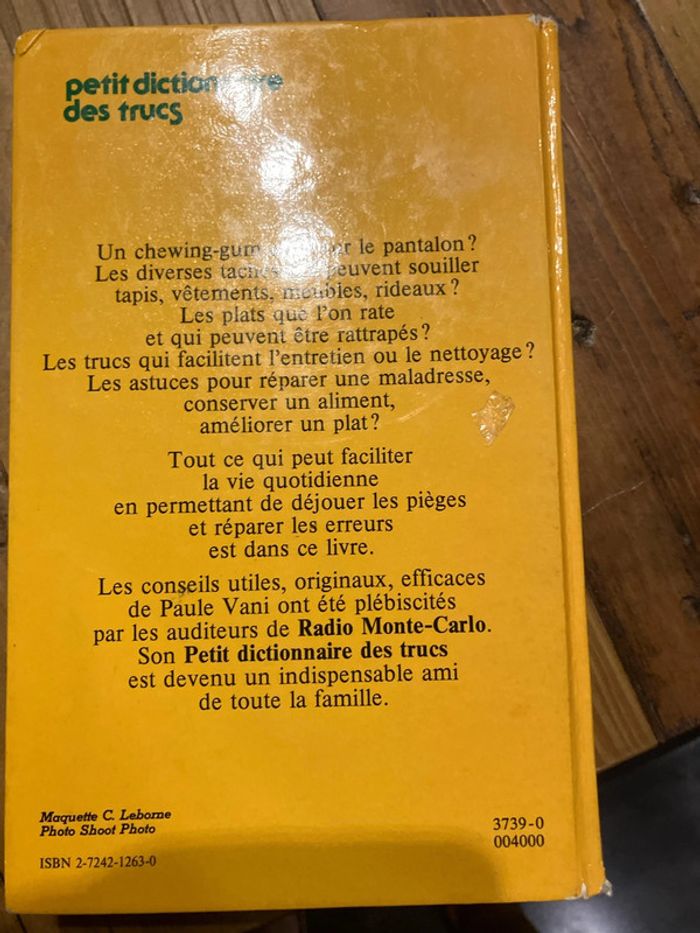 petit dictionnaire
des trucs
Un chewing-gum sur le pantalon ?
Les diverses taches peuvent souiller
tapis, vêtements, meubles, rideaux ?
Les plats que l'on rate
et qui peuvent être rattrapés ?
Les trucs qui facilitent l'entretien ou le nettoyage ?
Les astuces pour réparer une maladresse,
conserver un aliment,
améliorer un plat ?
Tout ce qui peut faciliter
la vie quotidienne
en permettant de déjouer les pièges
et réparer les erreurs
est dans ce livre.
Les conseils utiles, originaux, efficaces
de Paule Vani ont été plébiscités
par les auditeurs de Radio Monte-Carlo.
Son Petit dictionnaire des trucs
est devenu un indispensable ami
de toute la famille.
Maquette C. Leborne
Photo Shoot Photo
ISBN 2-7242-1263-0
3739-0
004000